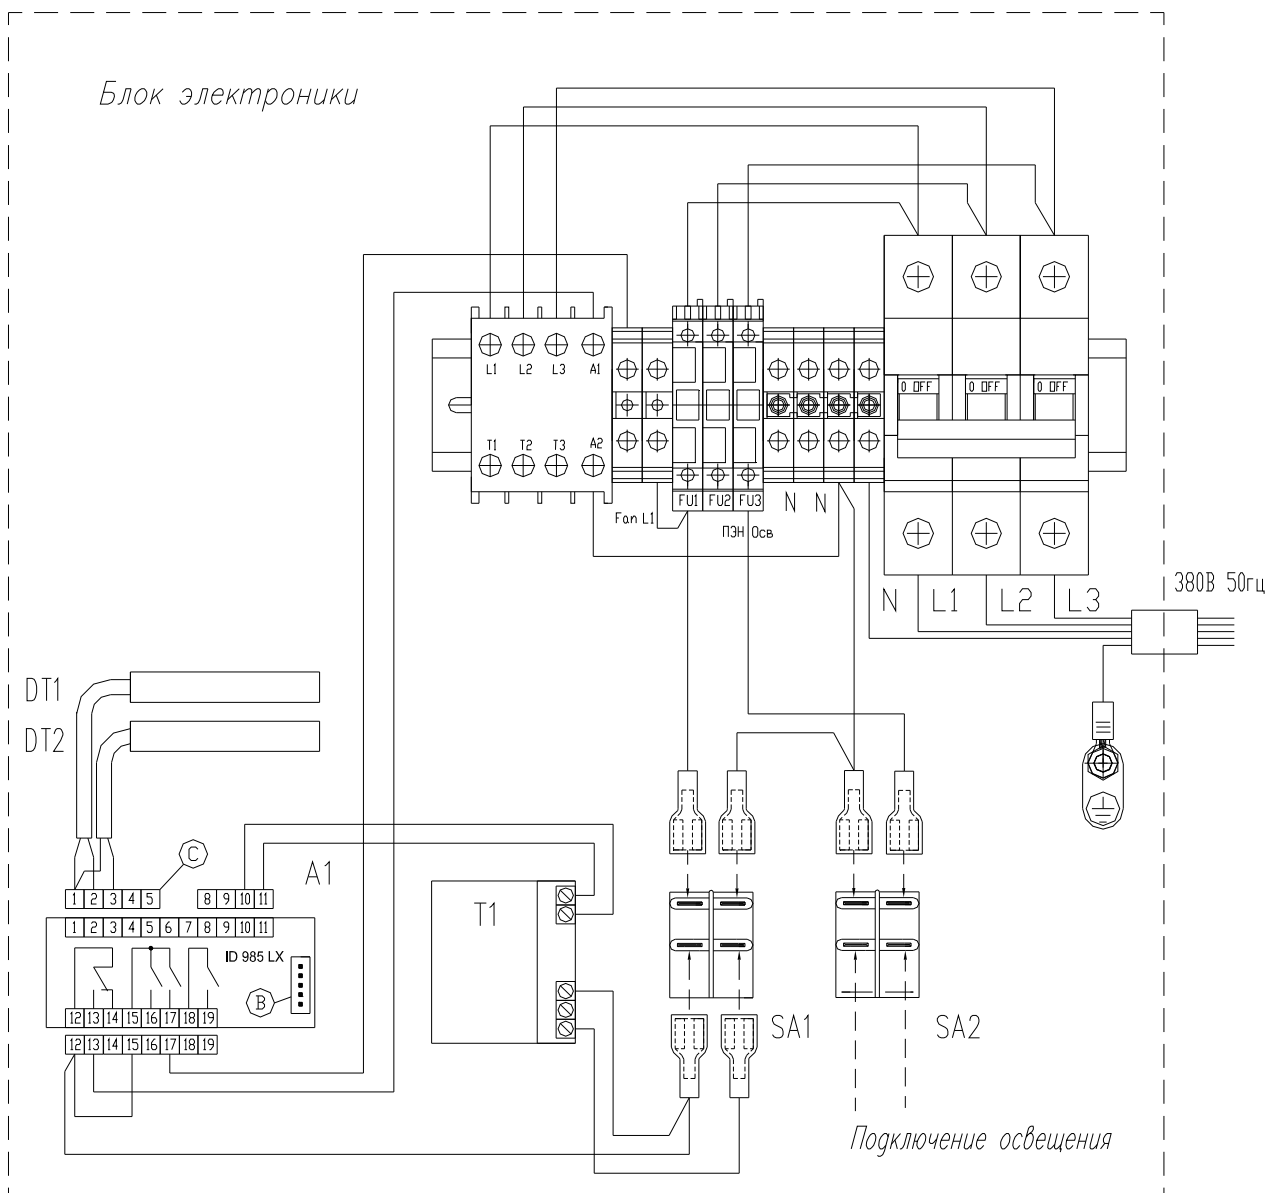 Блок электроники
L1 L2 L3 A1
0 OFF 0 OFF 0 OFF
T1 T2 T3 A2
FU1 FU2 FU3 N N
Fan L1
ПЭН Осв
380В 50гц
N L1 L2 L3
DT1
DT2
C
A1
1 2 3 4 5 8 9 10 11
T1
1 2 3 4 5 6 7 8 9 10 11
ID 985 LX
B
12 13 14 15 16 17 18 19
SA1 SA2
12 13 14 15 16 17 18 19
Подключение освещения